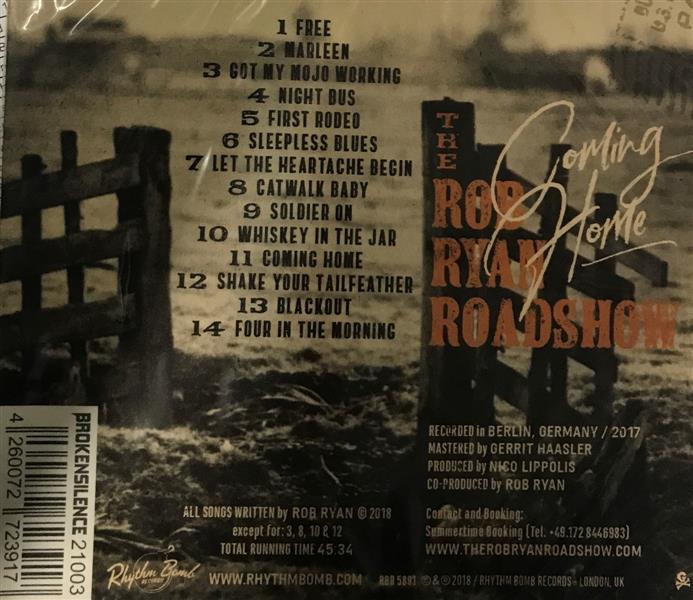 1 FREE
2 MARLEEN
3 GOT MY MOJO WORKING
4 NIGHT BUS
5 FIRST RODEO
6 SLEEPLESS BLUES
7 LET THE HEARTACHE BEGIN
8 CATWALK BABY
9 SOLDIER ON
10 WHISKEY IN THE JAR
11 COMING HOME
12 SHAKE YOUR TAILFEATHER
13 BLACKOUT
14 FOUR IN THE MORNING
THE
ROB
RYAN
ROADSHOW
Coming
Home
RECORDED in BERLIN, GERMANY / 2017
MASTERED by GERRIT HAASLER
PRODUCED by NICO LIPPOLIS
CO-PRODUCED by ROB RYAN
Contact and Booking:
Summertime Booking (Tel. +49.172 8446983)
WWW.THEROBRYANROADSHOW.COM
ALL SONGS WRITTEN by ROB RYAN © 2018
except for: 3, 8, 10 & 12
TOTAL RUNNING TIME 45:34
Rhythm Bomb
RECORDS
WWW.RHYTHMBOMB.COM
RBR 5891 ℗ & © 2018 / RHYTHM BOMB RECORDS - LONDON, UK
BROKENSILENCE 21003
4 260072 723917